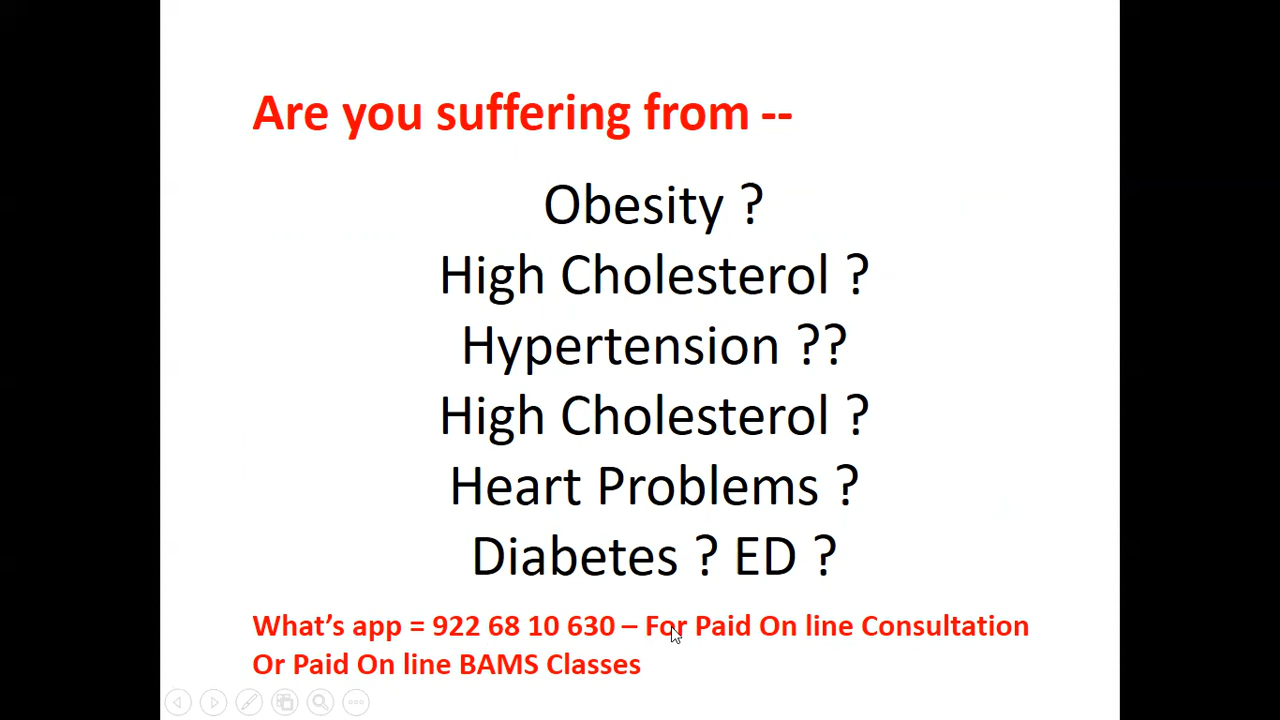 Are you suffering from --
Obesity ?
High Cholesterol ?
Hypertension ??
High Cholesterol ?
Heart Problems ?
Diabetes ? ED ?
What’s app = 922 68 10 630 – For Paid On line Consultation
Or Paid On line BAMS Classes